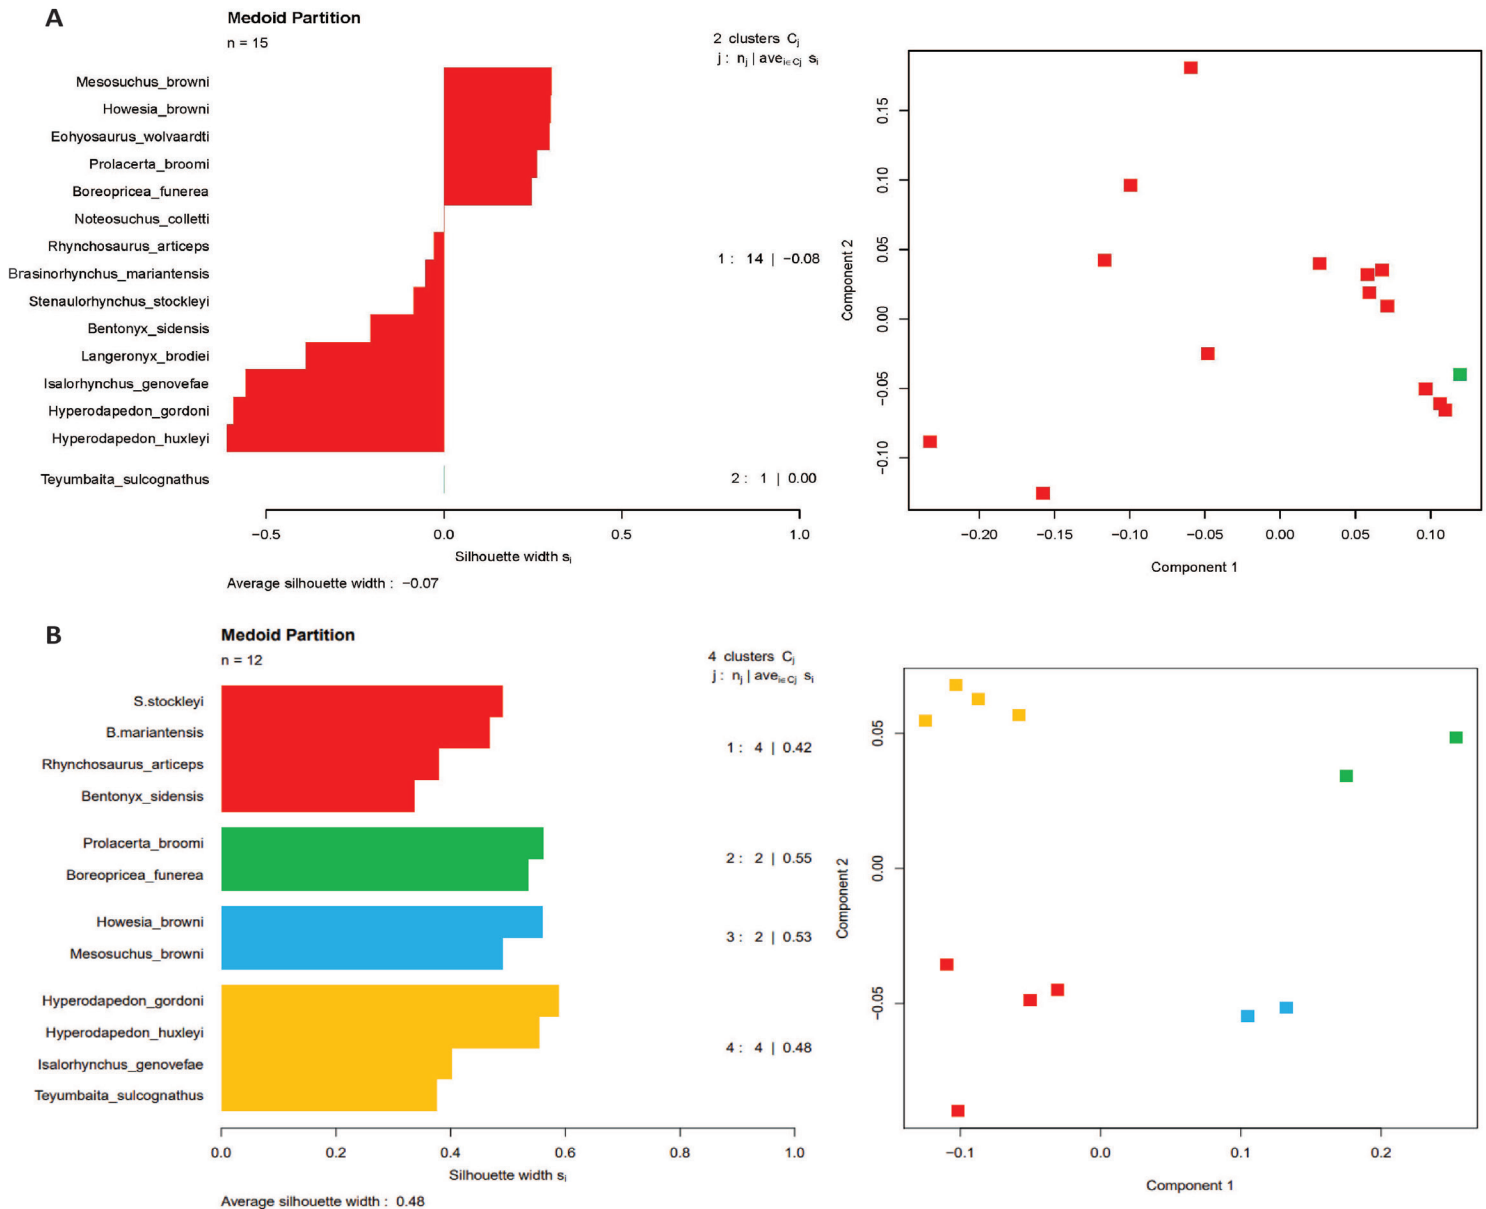 A
Medoid Partition
n = 15
2 clusters Cj
j : nj | avei∈Cj si
Mesosuchus_browni
Howesia_browni
Eohyosaurus_wolvaardti
Prolacerta_broomi
Boreopricea_funerea
Noteosuchus_colletti
Rhynchosaurus_articeps
Brasinorhynchus_mariantensis
Stenaulorhynchus_stockleyi
Bentonyx_sidensis
Langeronyx_brodiei
Isalorhynchus_genovefae
Hyperodapedon_gordoni
Hyperodapedon_huxleyi
Teyumbaita_sulcognathus
1 : 14 | −0.08
2 : 1 | 0.00
−0.5 0.0 0.5 1.0
Silhouette width si
Average silhouette width : −0.07
Component 2
0.15
0.10
0.05
0.00
−0.05
−0.10
−0.20 −0.15 −0.10 −0.05 0.00 0.05 0.10
Component 1
B
Medoid Partition
n = 12
4 clusters Cj
j : nj | avei∈Cj si
S.stockleyi
B.mariantensis
Rhynchosaurus_articeps
Bentonyx_sidensis
Prolacerta_broomi
Boreopricea_funerea
Howesia_browni
Mesosuchus_browni
Hyperodapedon_gordoni
Hyperodapedon_huxleyi
Isalorhynchus_genovefae
Teyumbaita_sulcognathus
1 : 4 | 0.42
2 : 2 | 0.55
3 : 2 | 0.53
4 : 4 | 0.48
0.0 0.2 0.4 0.6 0.8 1.0
Silhouette width si
Average silhouette width : 0.48
Component 2
0.05
0.00
−0.05
−0.1 0.0 0.1 0.2
Component 1